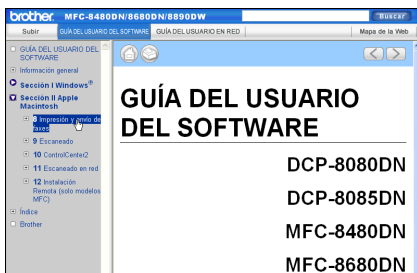 brother. MFC-8480DN/8680DN/8890DW Buscar
Subir GUÍA DEL USUARIO DEL SOFTWARE GUÍA DEL USUARIO EN RED Mapa de la Web
GUÍA DEL USUARIO DEL
SOFTWARE
Información general
Sección I Windows®
Sección II Apple
Macintosh
8 Impresión y envío de
faxes
9 Escaneado
10 ControlCenter2
11 Escaneado en red
12 Instalación
Remota (solo modelos
MFC)
Índice
Brother
GUÍA DEL USUARIO
DEL SOFTWARE
DCP-8080DN
DCP-8085DN
MFC-8480DN
MFC-8680DN